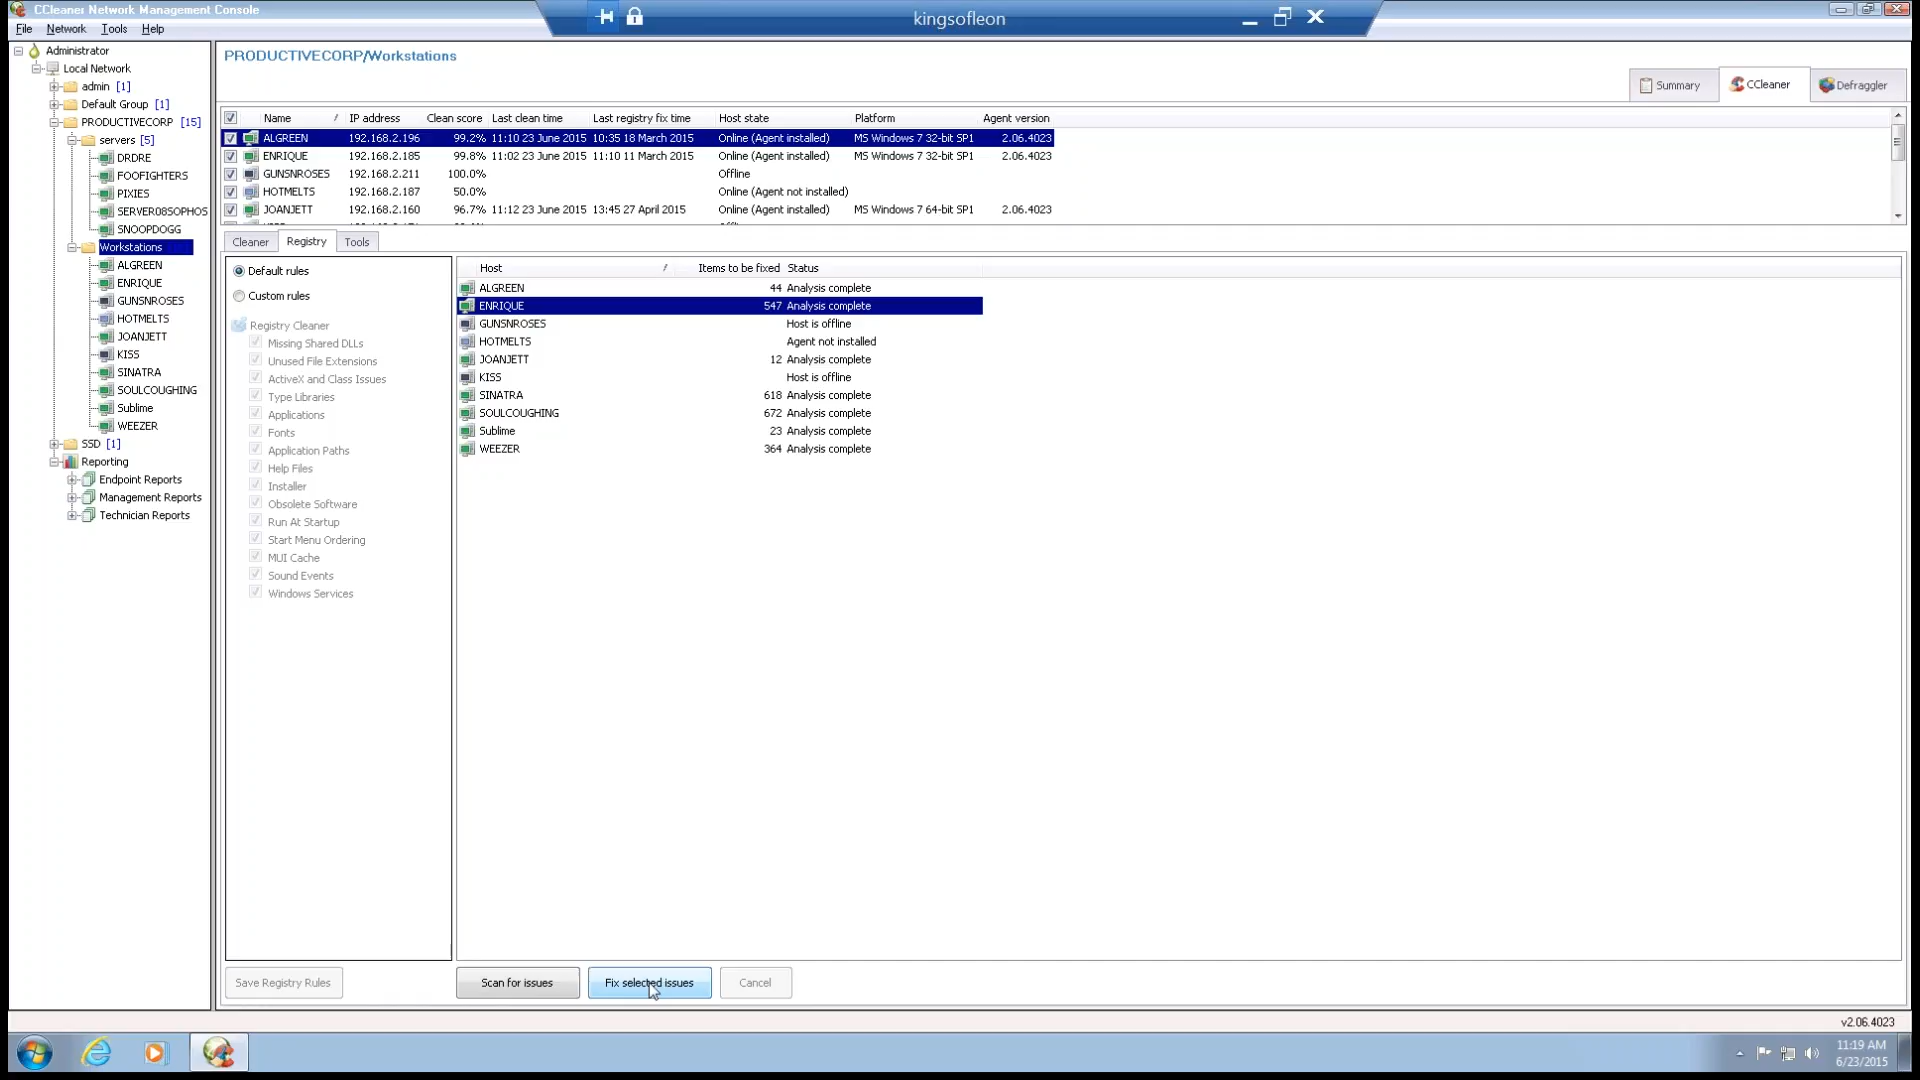 CCleaner Network Management Console
kingsofleon
File Network Tools Help
Administrator
Local Network
admin [1]
Default Group [1]
PRODUCTIVECORP [15]
servers [5]
DRDRE
FOOFIGHTERS
PIXIES
SERVER08SOPHOS
SNOOPDOGG
Workstations
ALGREEN
ENRIQUE
GUNSNROSES
HOTMELTS
JOANJETT
KISS
SINATRA
SOULCOUGHING
Sublime
WEEZER
SSD [1]
Reporting
Endpoint Reports
Management Reports
Technician Reports
PRODUCTIVECORP/Workstations
Summary CCleaner Defraggler
Name / IP address Clean score Last clean time Last registry fix time Host state Platform Agent version
ALGREEN 192.168.2.196 99.2% 11:10 23 June 2015 10:35 18 March 2015 Online (Agent installed) MS Windows 7 32-bit SP1 2.06.4023
ENRIQUE 192.168.2.185 99.8% 11:02 23 June 2015 11:10 11 March 2015 Online (Agent installed) MS Windows 7 32-bit SP1 2.06.4023
GUNSNROSES 192.168.2.211 100.0% Offline
HOTMELTS 192.168.2.187 50.0% Online (Agent not installed)
JOANJETT 192.168.2.160 96.7% 11:12 23 June 2015 13:45 27 April 2015 Online (Agent installed) MS Windows 7 64-bit SP1 2.06.4023
Cleaner Registry Tools
Default rules
Custom rules
Registry Cleaner
Missing Shared DLLs
Unused File Extensions
ActiveX and Class Issues
Type Libraries
Applications
Fonts
Application Paths
Help Files
Installer
Obsolete Software
Run At Startup
Start Menu Ordering
MUI Cache
Sound Events
Windows Services
Host / Items to be fixed Status
ALGREEN 44 Analysis complete
ENRIQUE 547 Analysis complete
GUNSNROSES Host is offline
HOTMELTS Agent not installed
JOANJETT 12 Analysis complete
KISS Host is offline
SINATRA 618 Analysis complete
SOULCOUGHING 672 Analysis complete
Sublime 23 Analysis complete
WEEZER 364 Analysis complete
Save Registry Rules Scan for issues Fix selected issues Cancel
v2.06.4023
11:19 AM
6/23/2015